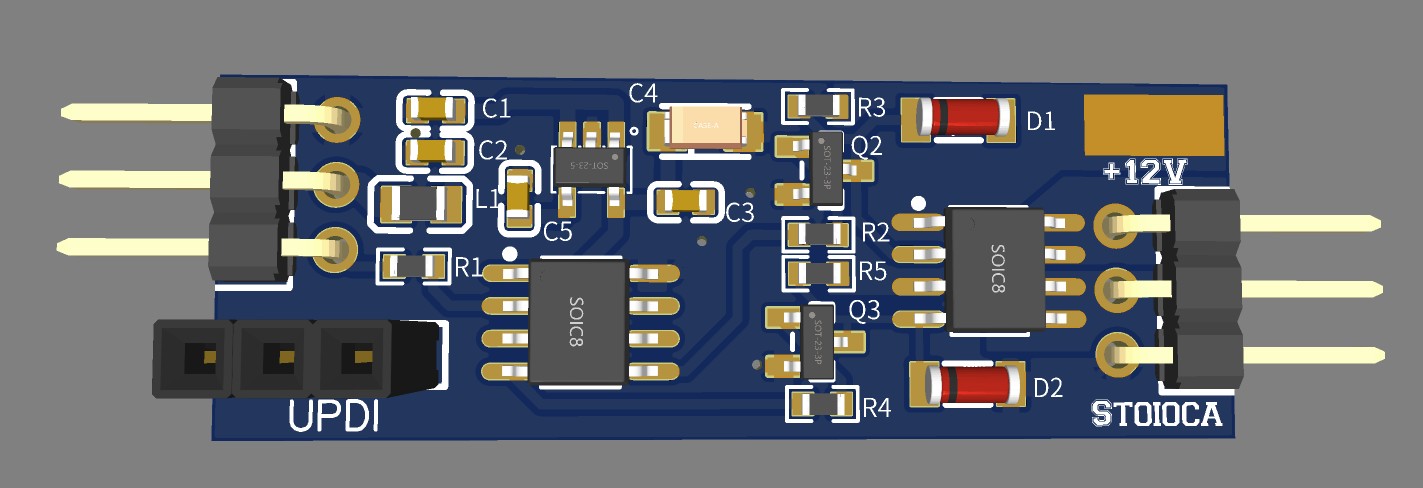 C1
C2
L1
R1
C5
C4
C3
R3
Q2
R2
R5
Q3
R4
D1
D2
+12V
STOIOCA
UPDI
SOT-23-5
CASE-A
SOT-23-3P
SOT-23-3P
SOIC8
SOIC8